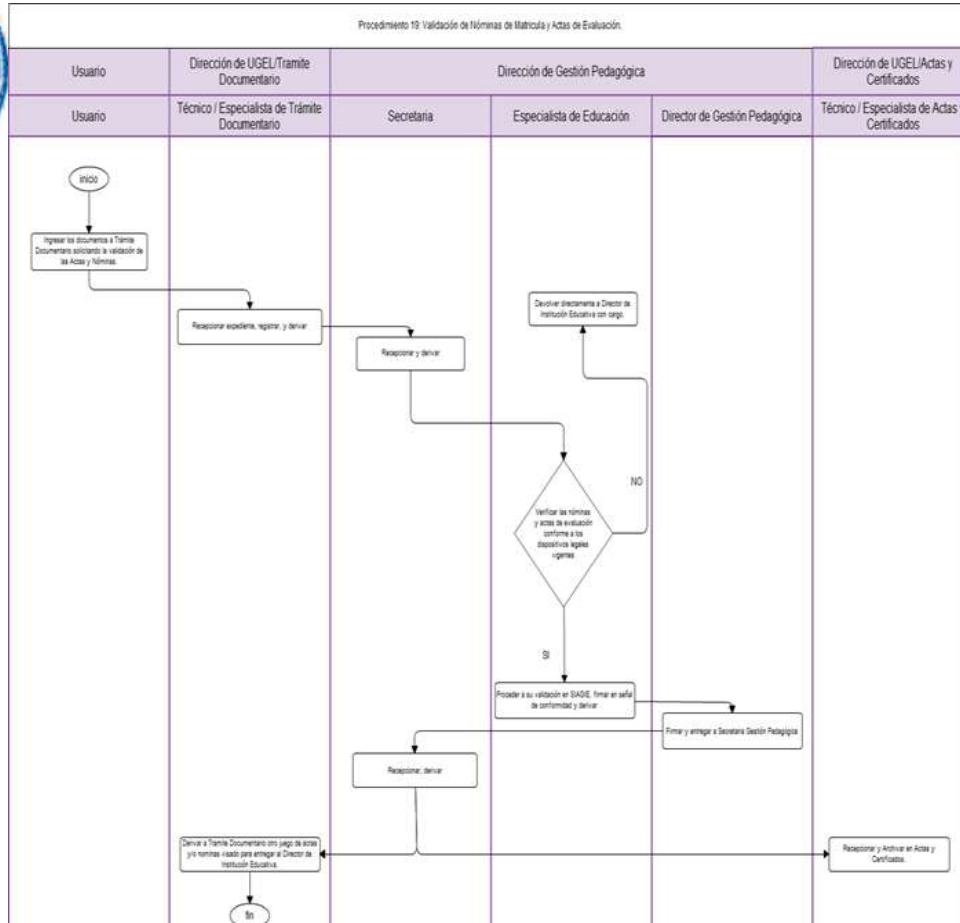 Procedimiento 19: Validación de Nóminas de Matricula y Actas de Evaluación.
Usuario
Dirección de UGEL/Tramite
Documentario
Dirección de Gestión Pedagógica
Dirección de UGEL/Actas y
Certificados
Usuario
Técnico / Especialista de Trámite
Documentario
Secretaria
Especialista de Educación
Director de Gestión Pedagógica
Técnico / Especialista de Actas
Certificados
inicio
Ingresar los documentos a Trámite
Documentario solicitando la validación de
las Actas y Nóminas.
Recepcionar expediente, registrar, y derivar
Recepcionar y derivar
Devolver directamente a Director de
Institución Educativa con cargo.
NO
Verificar las nóminas
y actas de evaluación
conforme a los
dispositivos legales
vigentes
SI
Proceder a su validación en SIAGIE, firmar en señal
de conformidad y derivar
Firmar y entregar a Secretaria Gestión Pedagógica
Recepcionar, derivar
Derivar a Tramite Documentario otro juego de actas
y/o nominas visado para entregar al Director de
Institución Educativa.
Recepcionar y Archivar en Actas y
Certificados.
fin